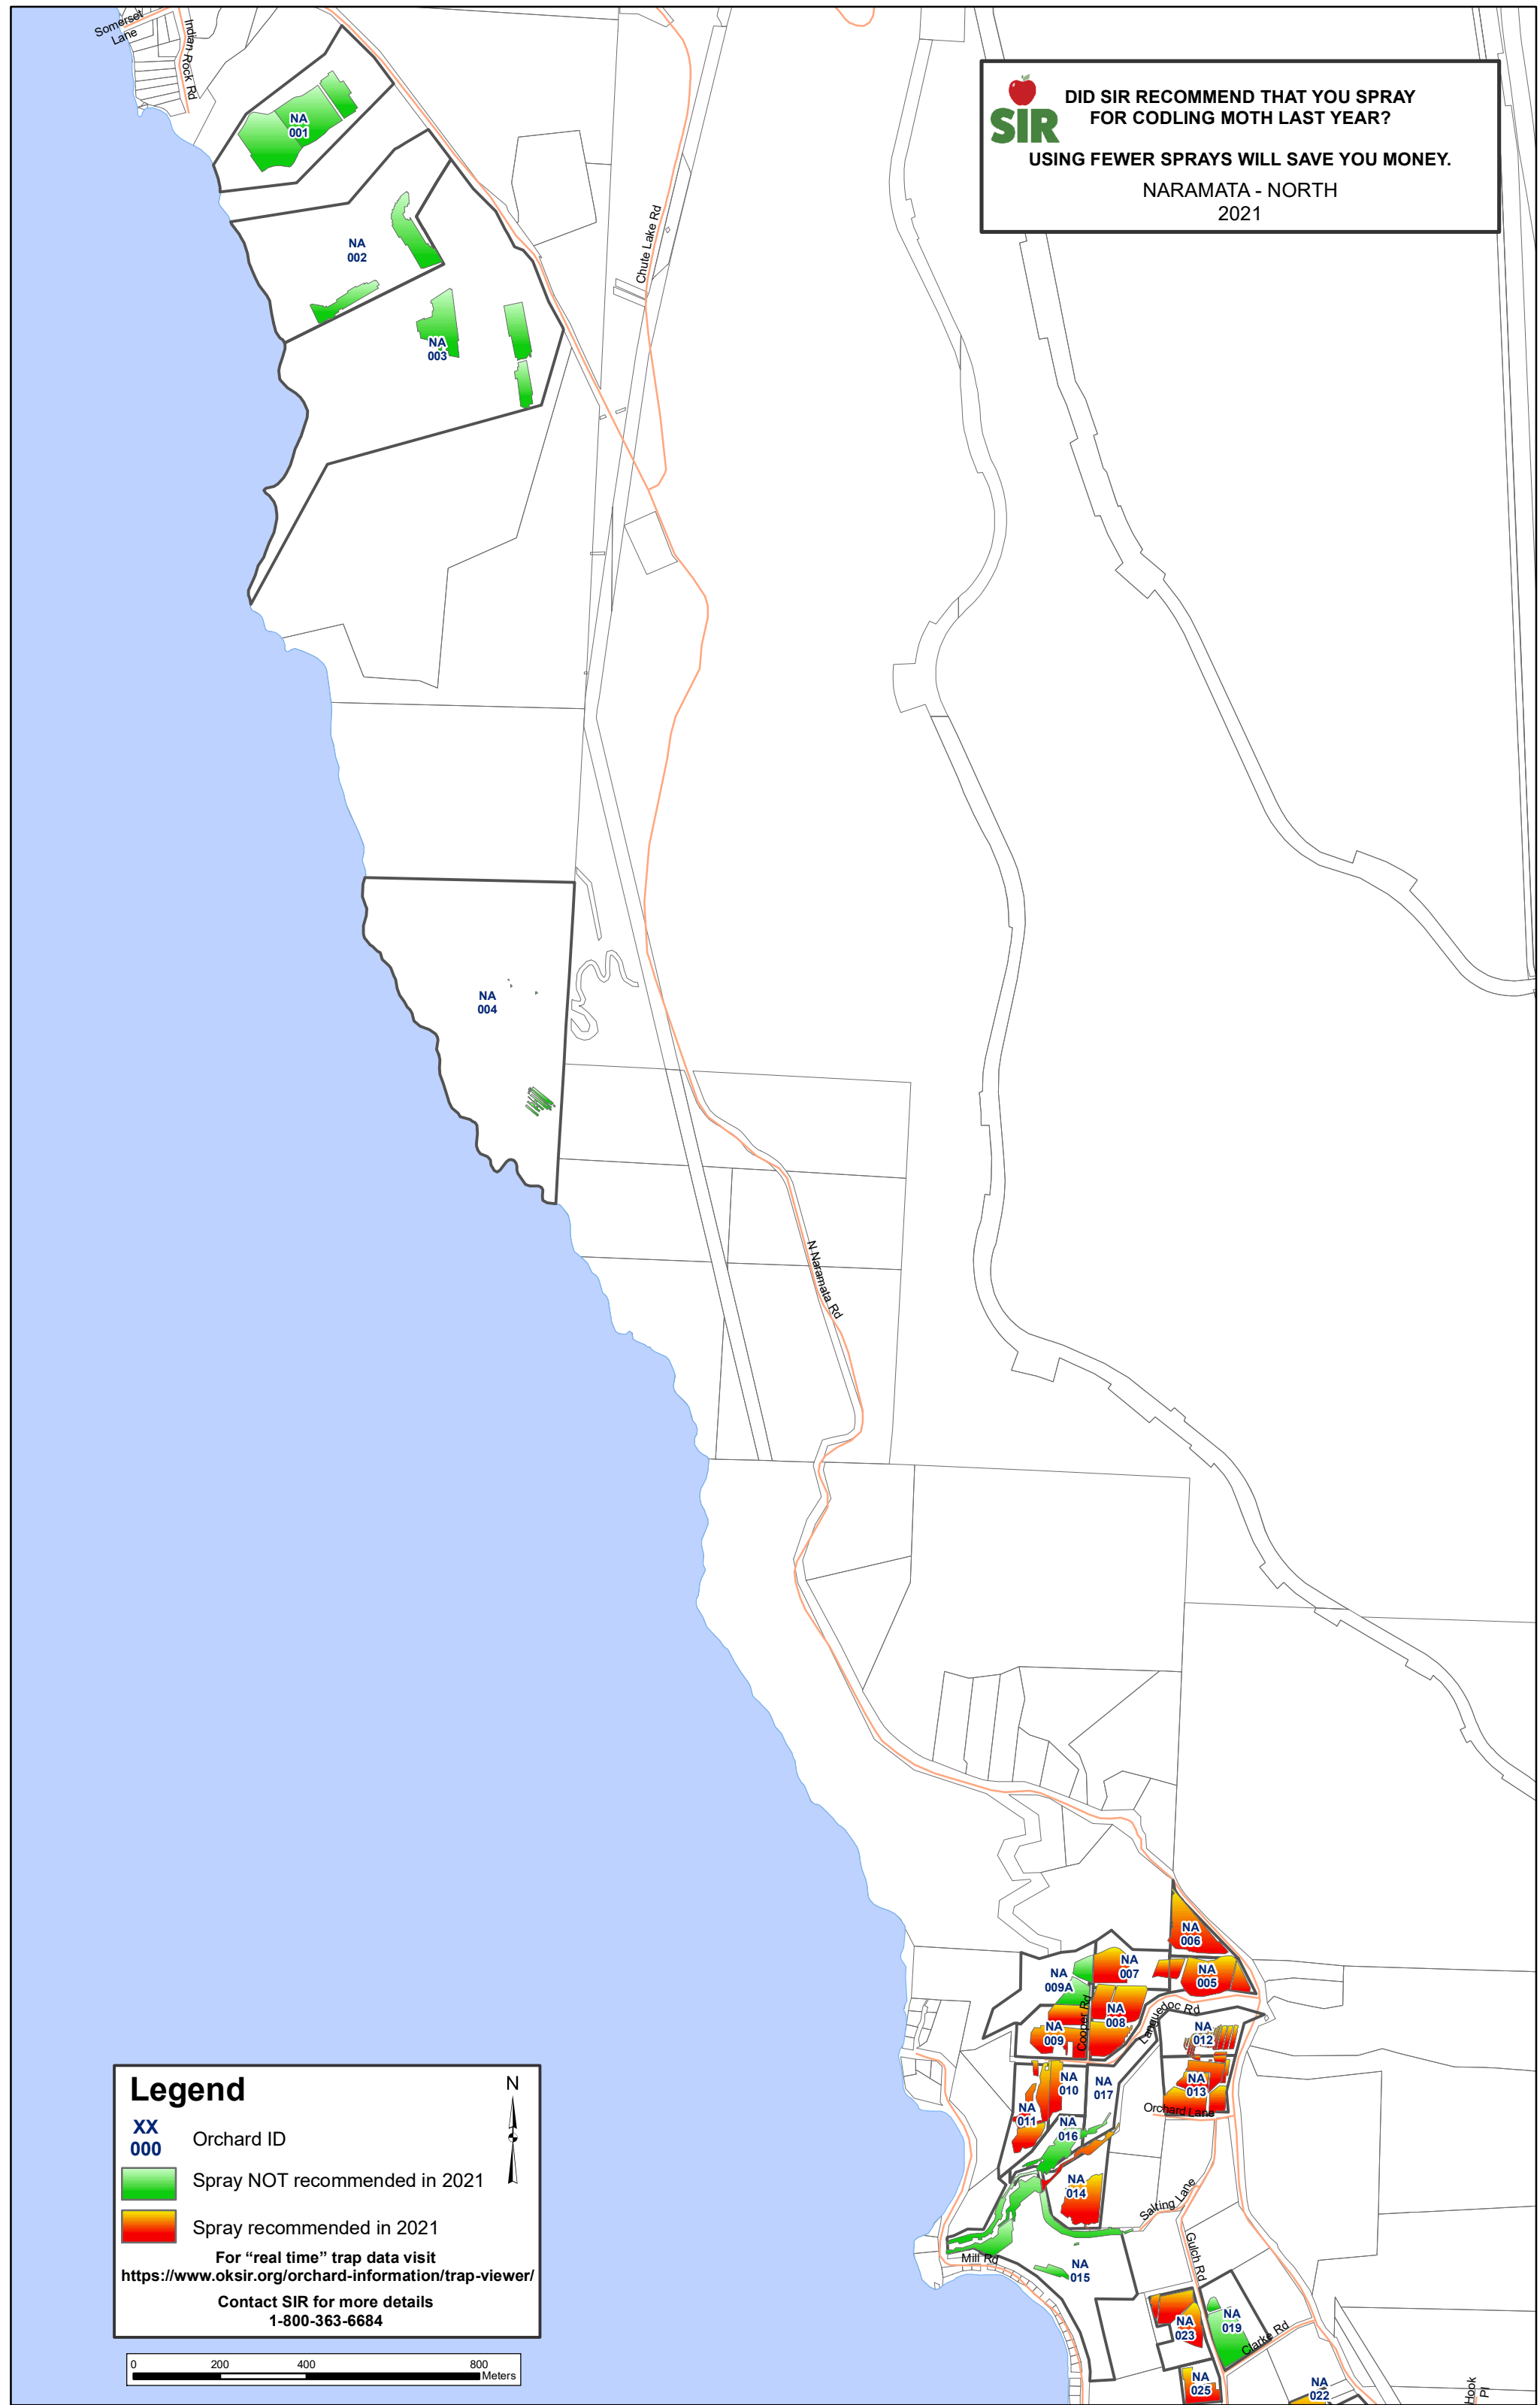 Somerset
Lane
Indian Rock Rd
SIR
DID SIR RECOMMEND THAT YOU SPRAY
FOR CODLING MOTH LAST YEAR?
USING FEWER SPRAYS WILL SAVE YOU MONEY.
NARAMATA - NORTH
2021
NA
001
NA
002
NA
003
Chute Lake Rd
NA
004
N Naramata Rd
NA
006
NA
007
NA
005
NA
009A
NA
008
Languedoc Rd
Cooper Rd
NA
009
NA
012
NA
010
NA
017
NA
013
NA
011
Orchard Lane
NA
016
NA
014
Salting Lane
Mill Rd
NA
015
Gulch Rd
NA
019
NA
023
Clarke Rd
NA
025
NA
022
Hook
Pl
Legend
N
XX
000
Orchard ID
Spray NOT recommended in 2021
Spray recommended in 2021
For “real time” trap data visit
https://www.oksir.org/orchard-information/trap-viewer/
Contact SIR for more details
1-800-363-6684
0 200 400 800
Meters